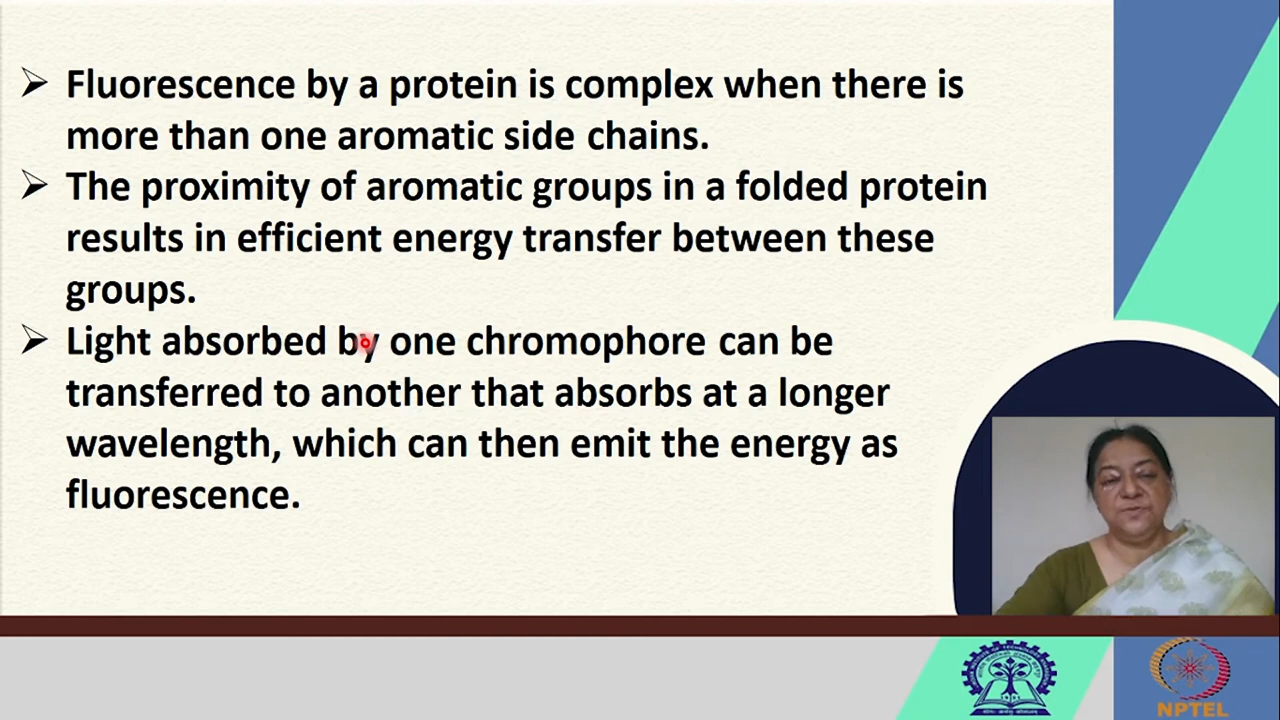 ➢ Fluorescence by a protein is complex when there is
more than one aromatic side chains.
➢ The proximity of aromatic groups in a folded protein
results in efficient energy transfer between these
groups.
➢ Light absorbed by one chromophore can be
transferred to another that absorbs at a longer
wavelength, which can then emit the energy as
fluorescence.
NPTEL